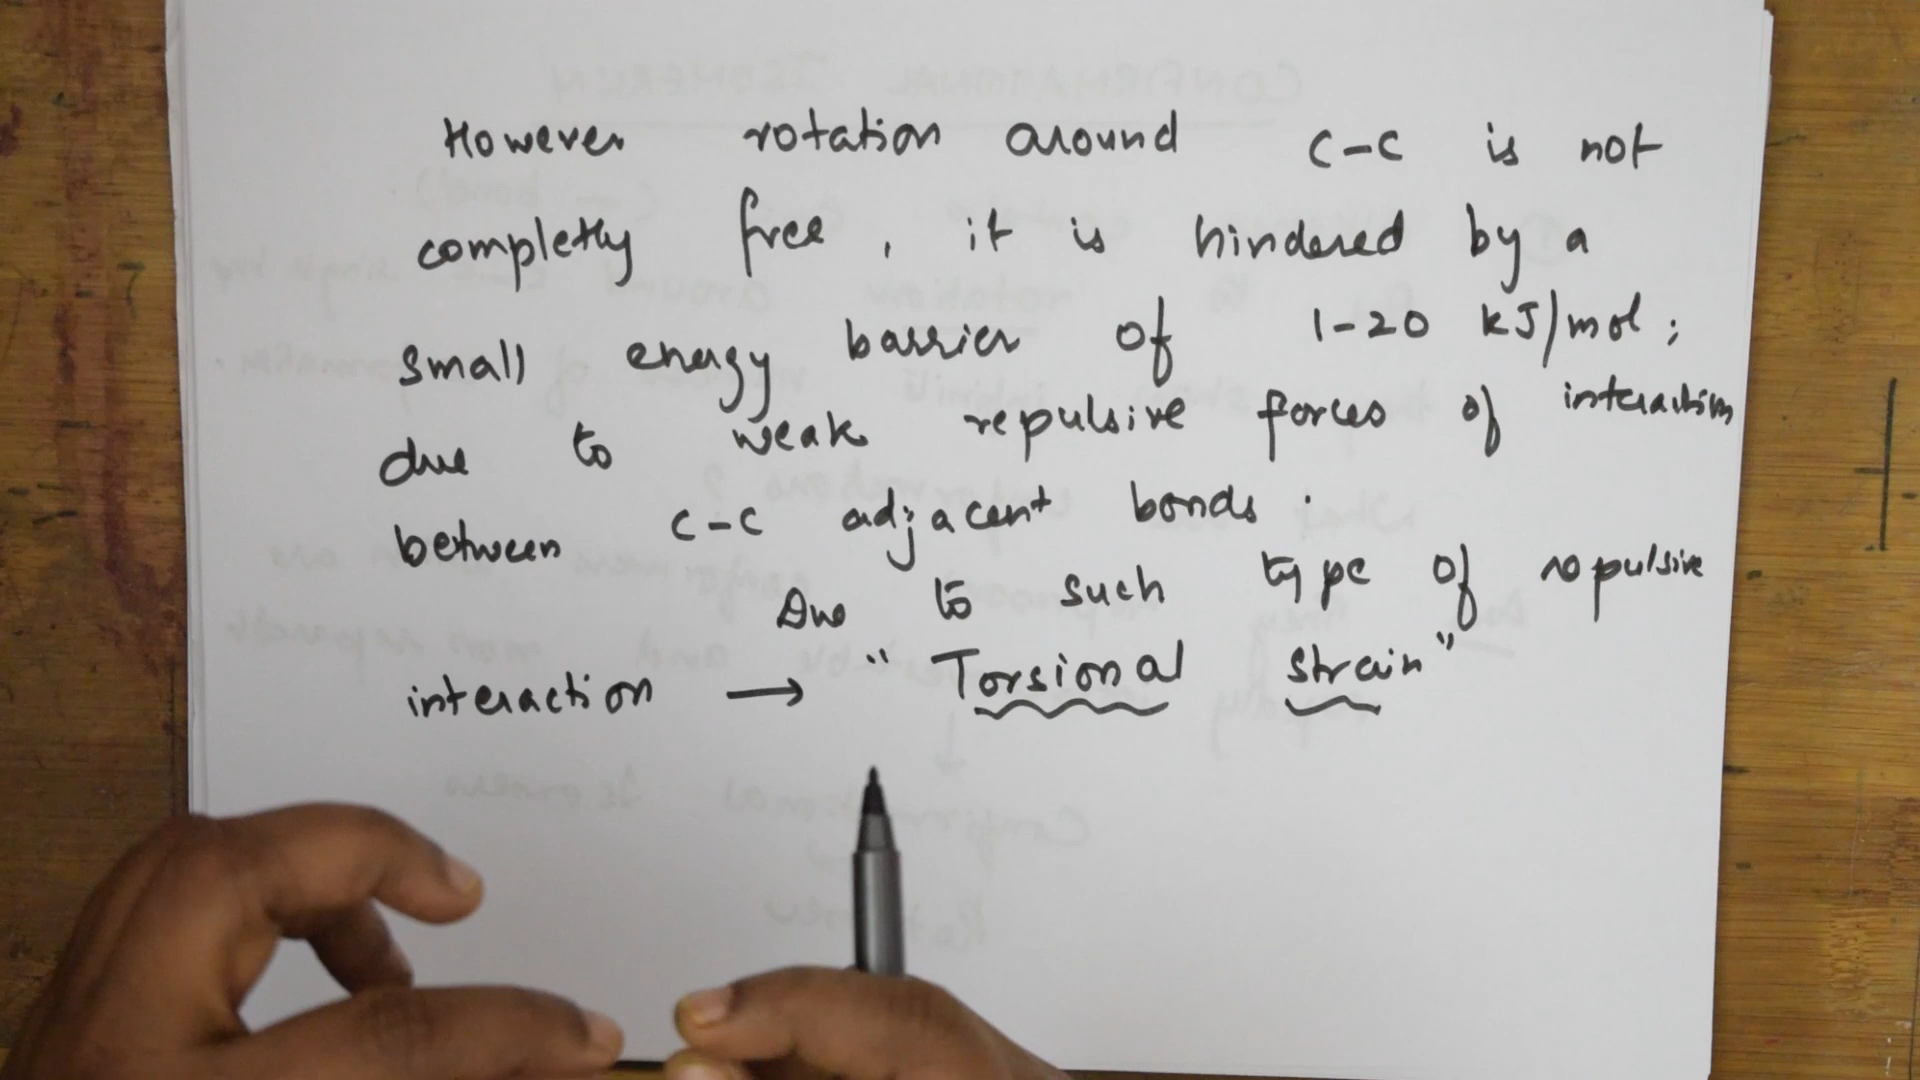 However rotation around C-C is not
completly free, it is hindered by a
small energy barrier of 1-20 kJ/mol;
due to weak repulsive forces of interaction
between C-C adjacent bonds.
Due to such type of repulsive
interaction → "Torsional strain"